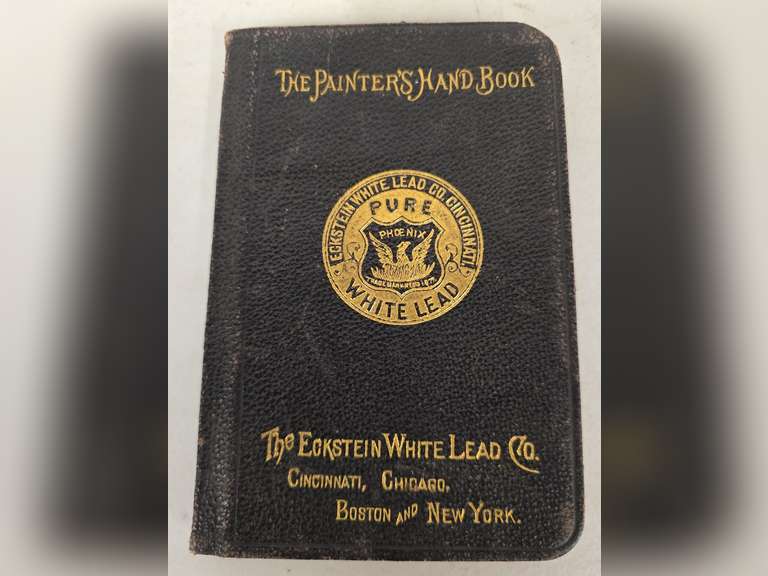 THE PAINTER'S HAND BOOK
ECKSTEIN WHITE LEAD CO. CINCINNATI.
PURE
PHOENIX
WHITE LEAD
The ECKSTEIN WHITE LEAD Co.
CINCINNATI, CHICAGO,
BOSTON AND NEW YORK.